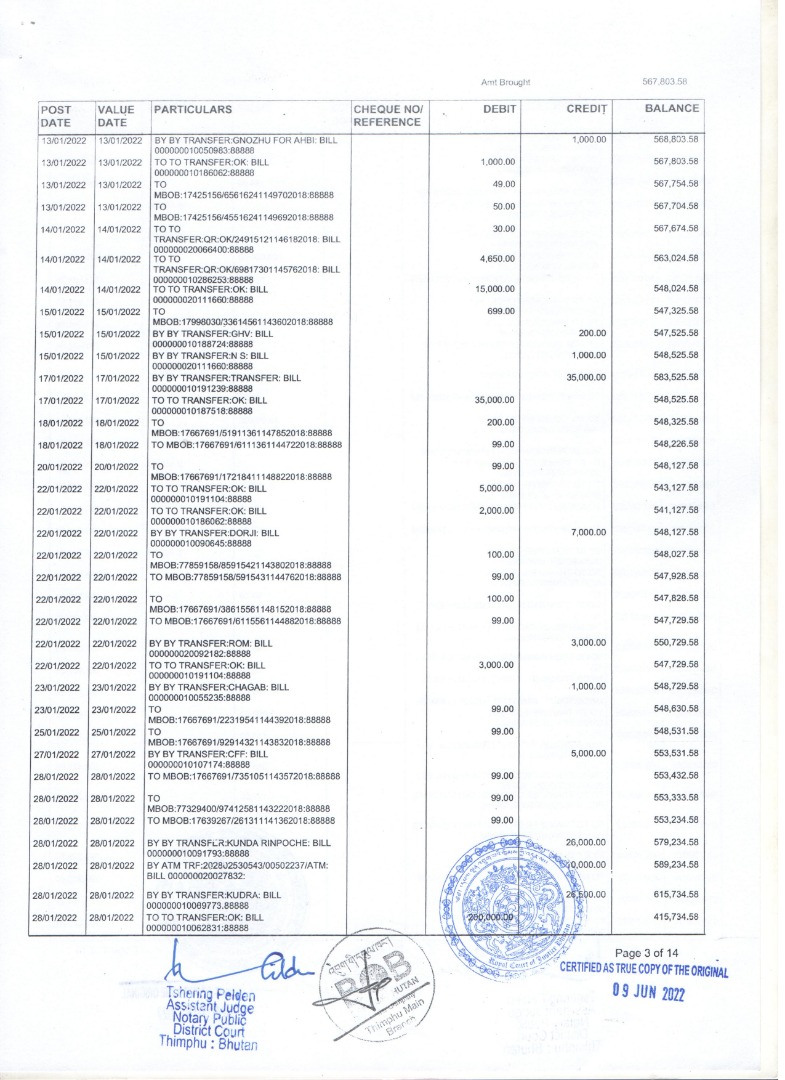 Amt Brought 567,803.58
POST DATE VALUE DATE PARTICULARS CHEQUE NO/ REFERENCE DEBIT CREDIT BALANCE
13/01/2022 13/01/2022 BY BY TRANSFER:GNOZHU FOR AHBI: BILL 1,000.00 568,803.58
000000010050983:88888
13/01/2022 13/01/2022 TO TO TRANSFER:OK: BILL 1,000.00 567,803.58
000000010186062:88888
13/01/2022 13/01/2022 TO 49.00 567,754.58
MBOB:17425156/65616241149702018:88888
13/01/2022 13/01/2022 TO 50.00 567,704.58
MBOB:17425156/45516241149692018:88888
14/01/2022 14/01/2022 TO TO 30.00 567,674.58
TRANSFER:QR:OK/24915121146182018: BILL
000000020066400:88888
14/01/2022 14/01/2022 TO TO 4,650.00 563,024.58
TRANSFER:QR:OK/69817301145762018: BILL
000000010286253:88888
14/01/2022 14/01/2022 TO TO TRANSFER:OK: BILL 15,000.00 548,024.58
000000020111660:88888
15/01/2022 15/01/2022 TO 699.00 547,325.58
MBOB:17998030/33614561143602018:88888
15/01/2022 15/01/2022 BY BY TRANSFER:GHV: BILL 200.00 547,525.58
000000010188724:88888
15/01/2022 15/01/2022 BY BY TRANSFER:N S: BILL 1,000.00 548,525.58
000000020111660:88888
17/01/2022 17/01/2022 BY BY TRANSFER:TRANSFER: BILL 35,000.00 583,525.58
000000010191239:88888
17/01/2022 17/01/2022 TO TO TRANSFER:OK: BILL 35,000.00 548,525.58
000000010187518:88888
18/01/2022 18/01/2022 TO 200.00 548,325.58
MBOB:17667691/51911361147852018:88888
18/01/2022 18/01/2022 TO MBOB:17667691/6111361144722018:88888 99.00 548,226.58
20/01/2022 20/01/2022 TO 99.00 548,127.58
MBOB:17667691/17218411148822018:88888
22/01/2022 22/01/2022 TO TO TRANSFER:OK: BILL 5,000.00 543,127.58
000000010191104:88888
22/01/2022 22/01/2022 TO TO TRANSFER:OK: BILL 2,000.00 541,127.58
000000010186062:88888
22/01/2022 22/01/2022 BY BY TRANSFER:DORJI: BILL 7,000.00 548,127.58
000000010090645:88888
22/01/2022 22/01/2022 TO 100.00 548,027.58
MBOB:77859158/85915421143802018:88888
22/01/2022 22/01/2022 TO MBOB:77859158/5915431144762018:88888 99.00 547,928.58
22/01/2022 22/01/2022 TO 100.00 547,828.58
MBOB:17667691/38615561148152018:88888
22/01/2022 22/01/2022 TO MBOB:17667691/6115561144882018:88888 99.00 547,729.58
22/01/2022 22/01/2022 BY BY TRANSFER:ROM: BILL 3,000.00 550,729.58
000000020092182:88888
22/01/2022 22/01/2022 TO TO TRANSFER:OK: BILL 3,000.00 547,729.58
000000010191104:88888
23/01/2022 23/01/2022 BY BY TRANSFER:CHAGAB: BILL 1,000.00 548,729.58
000000010055235:88888
23/01/2022 23/01/2022 TO 99.00 548,630.58
MBOB:17667691/22319541144392018:88888
25/01/2022 25/01/2022 TO 99.00 548,531.58
MBOB:17667691/92914321143832018:88888
27/01/2022 27/01/2022 BY BY TRANSFER:CFF: BILL 5,000.00 553,531.58
000000010107174:88888
28/01/2022 28/01/2022 TO MBOB:17667691/7351051143572018:88888 99.00 553,432.58
28/01/2022 28/01/2022 TO 99.00 553,333.58
MBOB:77329400/97412581143222018:88888
28/01/2022 28/01/2022 TO MBOB:17639267/261311141362018:88888 99.00 553,234.58
28/01/2022 28/01/2022 BY BY TRANSFER:KUNDA RINPOCHE: BILL 26,000.00 579,234.58
000000010091793:88888
28/01/2022 28/01/2022 BY ATM TRF:2028J2530543/00502237/ATM: 589,234.58
BILL 000000020027832:
28/01/2022 28/01/2022 BY BY TRANSFER:KUDRA: BILL 26,500.00 615,734.58
000000010069773:88888
28/01/2022 28/01/2022 TO TO TRANSFER:OK: BILL 200,000.00 415,734.58
000000010062831:88888
Page 3 of 14
CERTIFIED AS TRUE COPY OF THE ORIGINAL
09 JUN 2022
Tshering Pelden
Assistant Judge
Notary Public
District Court
Thimphu : Bhutan
BOB
Thimphu Main
Branch